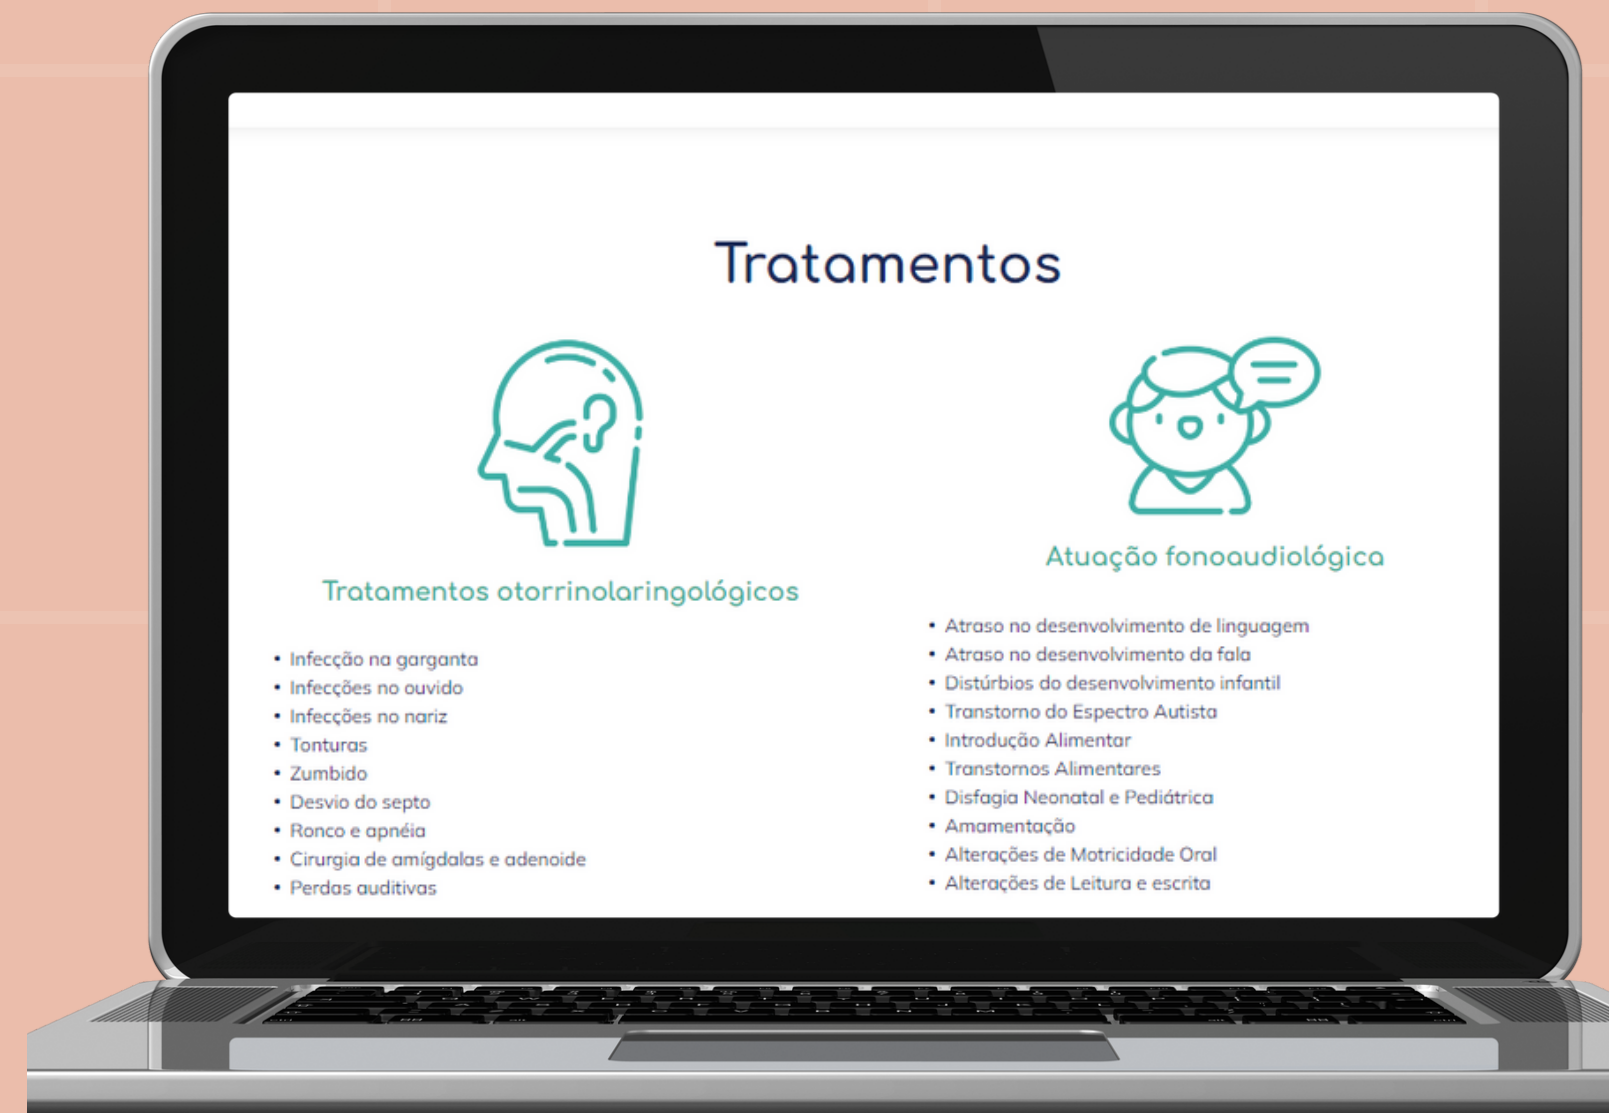 Tratamentos
Tratamentos otorrinolaringológicos
• Infecção na garganta
• Infecções no ouvido
• Infecções no nariz
• Tonturas
• Zumbido
• Desvio do septo
• Ronco e apnéia
• Cirurgia de amígdalas e adenoide
• Perdas auditivas
Atuação fonoaudiológica
• Atraso no desenvolvimento de linguagem
• Atraso no desenvolvimento da fala
• Distúrbios do desenvolvimento infantil
• Transtorno do Espectro Autista
• Introdução Alimentar
• Transtornos Alimentares
• Disfagia Neonatal e Pediátrica
• Amamentação
• Alterações de Motricidade Oral
• Alterações de Leitura e escrita